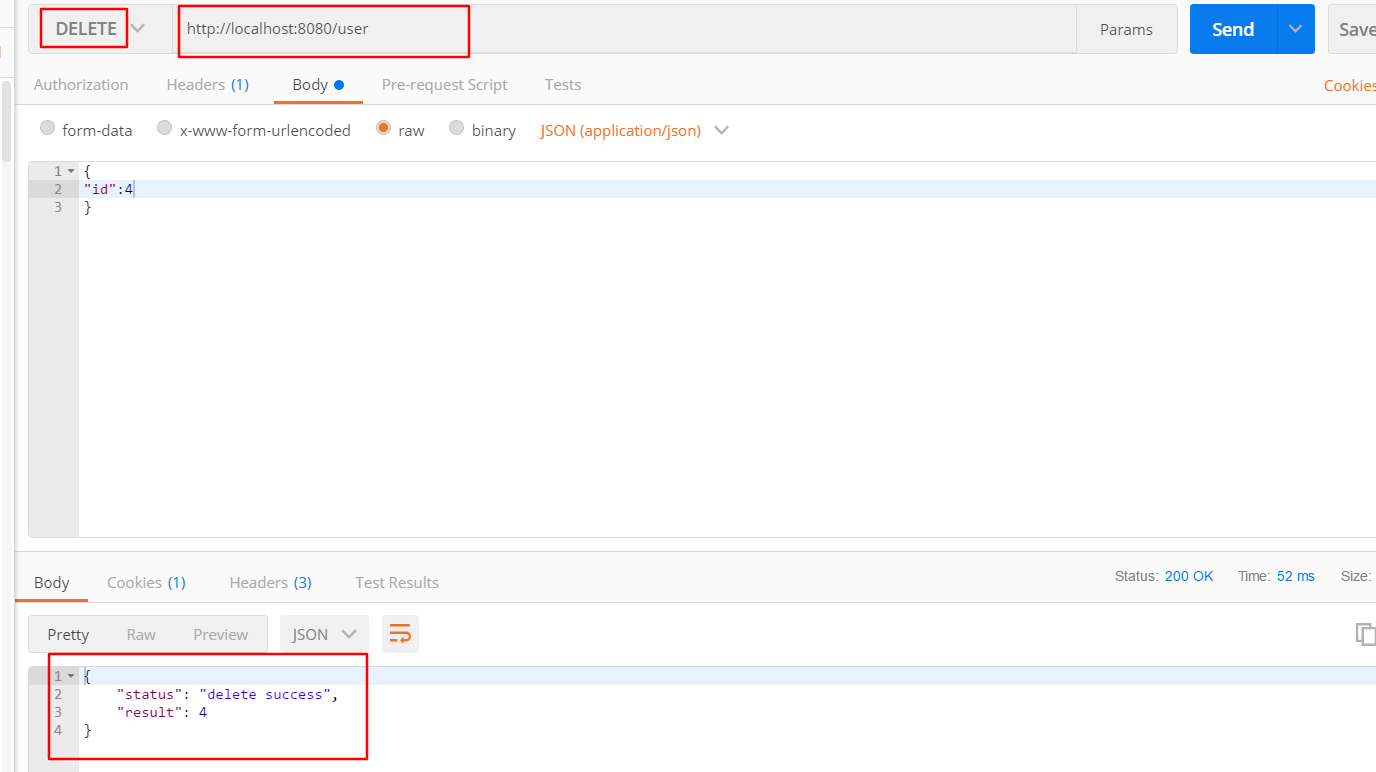 DELETE http://localhost:8080/user Params Send Save
Authorization Headers (1) Body Pre-request Script Tests Cookies
form-data x-www-form-urlencoded raw binary JSON (application/json)
1 {
2 "id":4
3 }
Body Cookies (1) Headers (3) Test Results Status: 200 OK Time: 52 ms Size:
Pretty Raw Preview JSON
1 {
2 "status": "delete success",
3 "result": 4
4 }